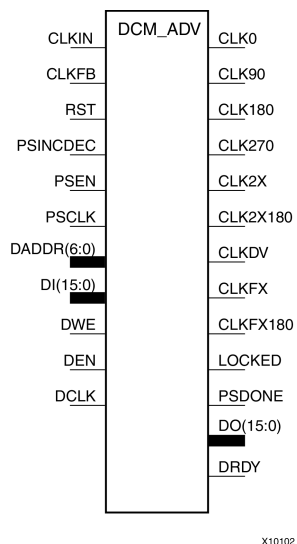 DCM_ADV
CLKIN
CLK0
CLKFB
CLK90
RST
CLK180
PSINCDEC
CLK270
PSEN
CLK2X
PSCLK
CLK2X180
DADDR(6:0)
CLKDV
DI(15:0)
CLKFX
DWE
CLKFX180
DEN
LOCKED
DCLK
PSDONE
DO(15:0)
DRDY
X10102